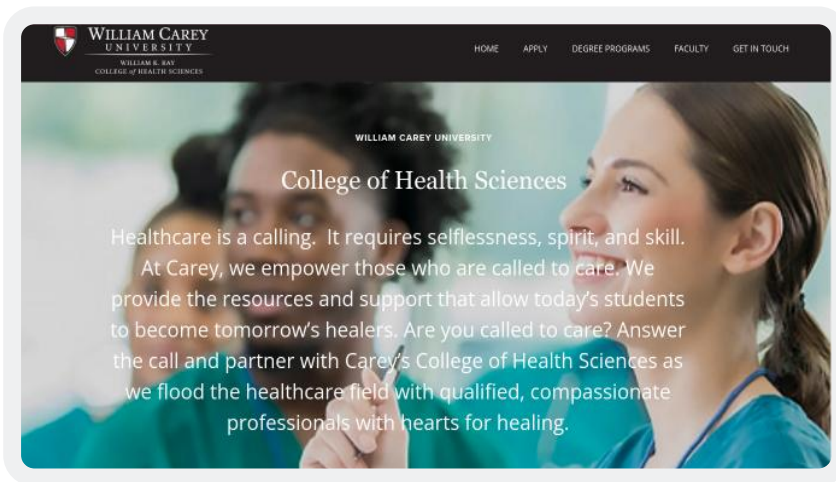 WILLIAM CAREY
UNIVERSITY
WILLIAM K. RAY
COLLEGE of HEALTH SCIENCES
HOME APPLY DEGREE PROGRAMS FACULTY GET IN TOUCH
WILLIAM CAREY UNIVERSITY
College of Health Sciences
Healthcare is a calling. It requires selflessness, spirit, and skill.
At Carey, we empower those who are called to care. We
provide the resources and support that allow today's students
to become tomorrow's healers. Are you called to care? Answer
the call and partner with Carey's College of Health Sciences as
we flood the healthcare field with qualified, compassionate
professionals with hearts for healing.